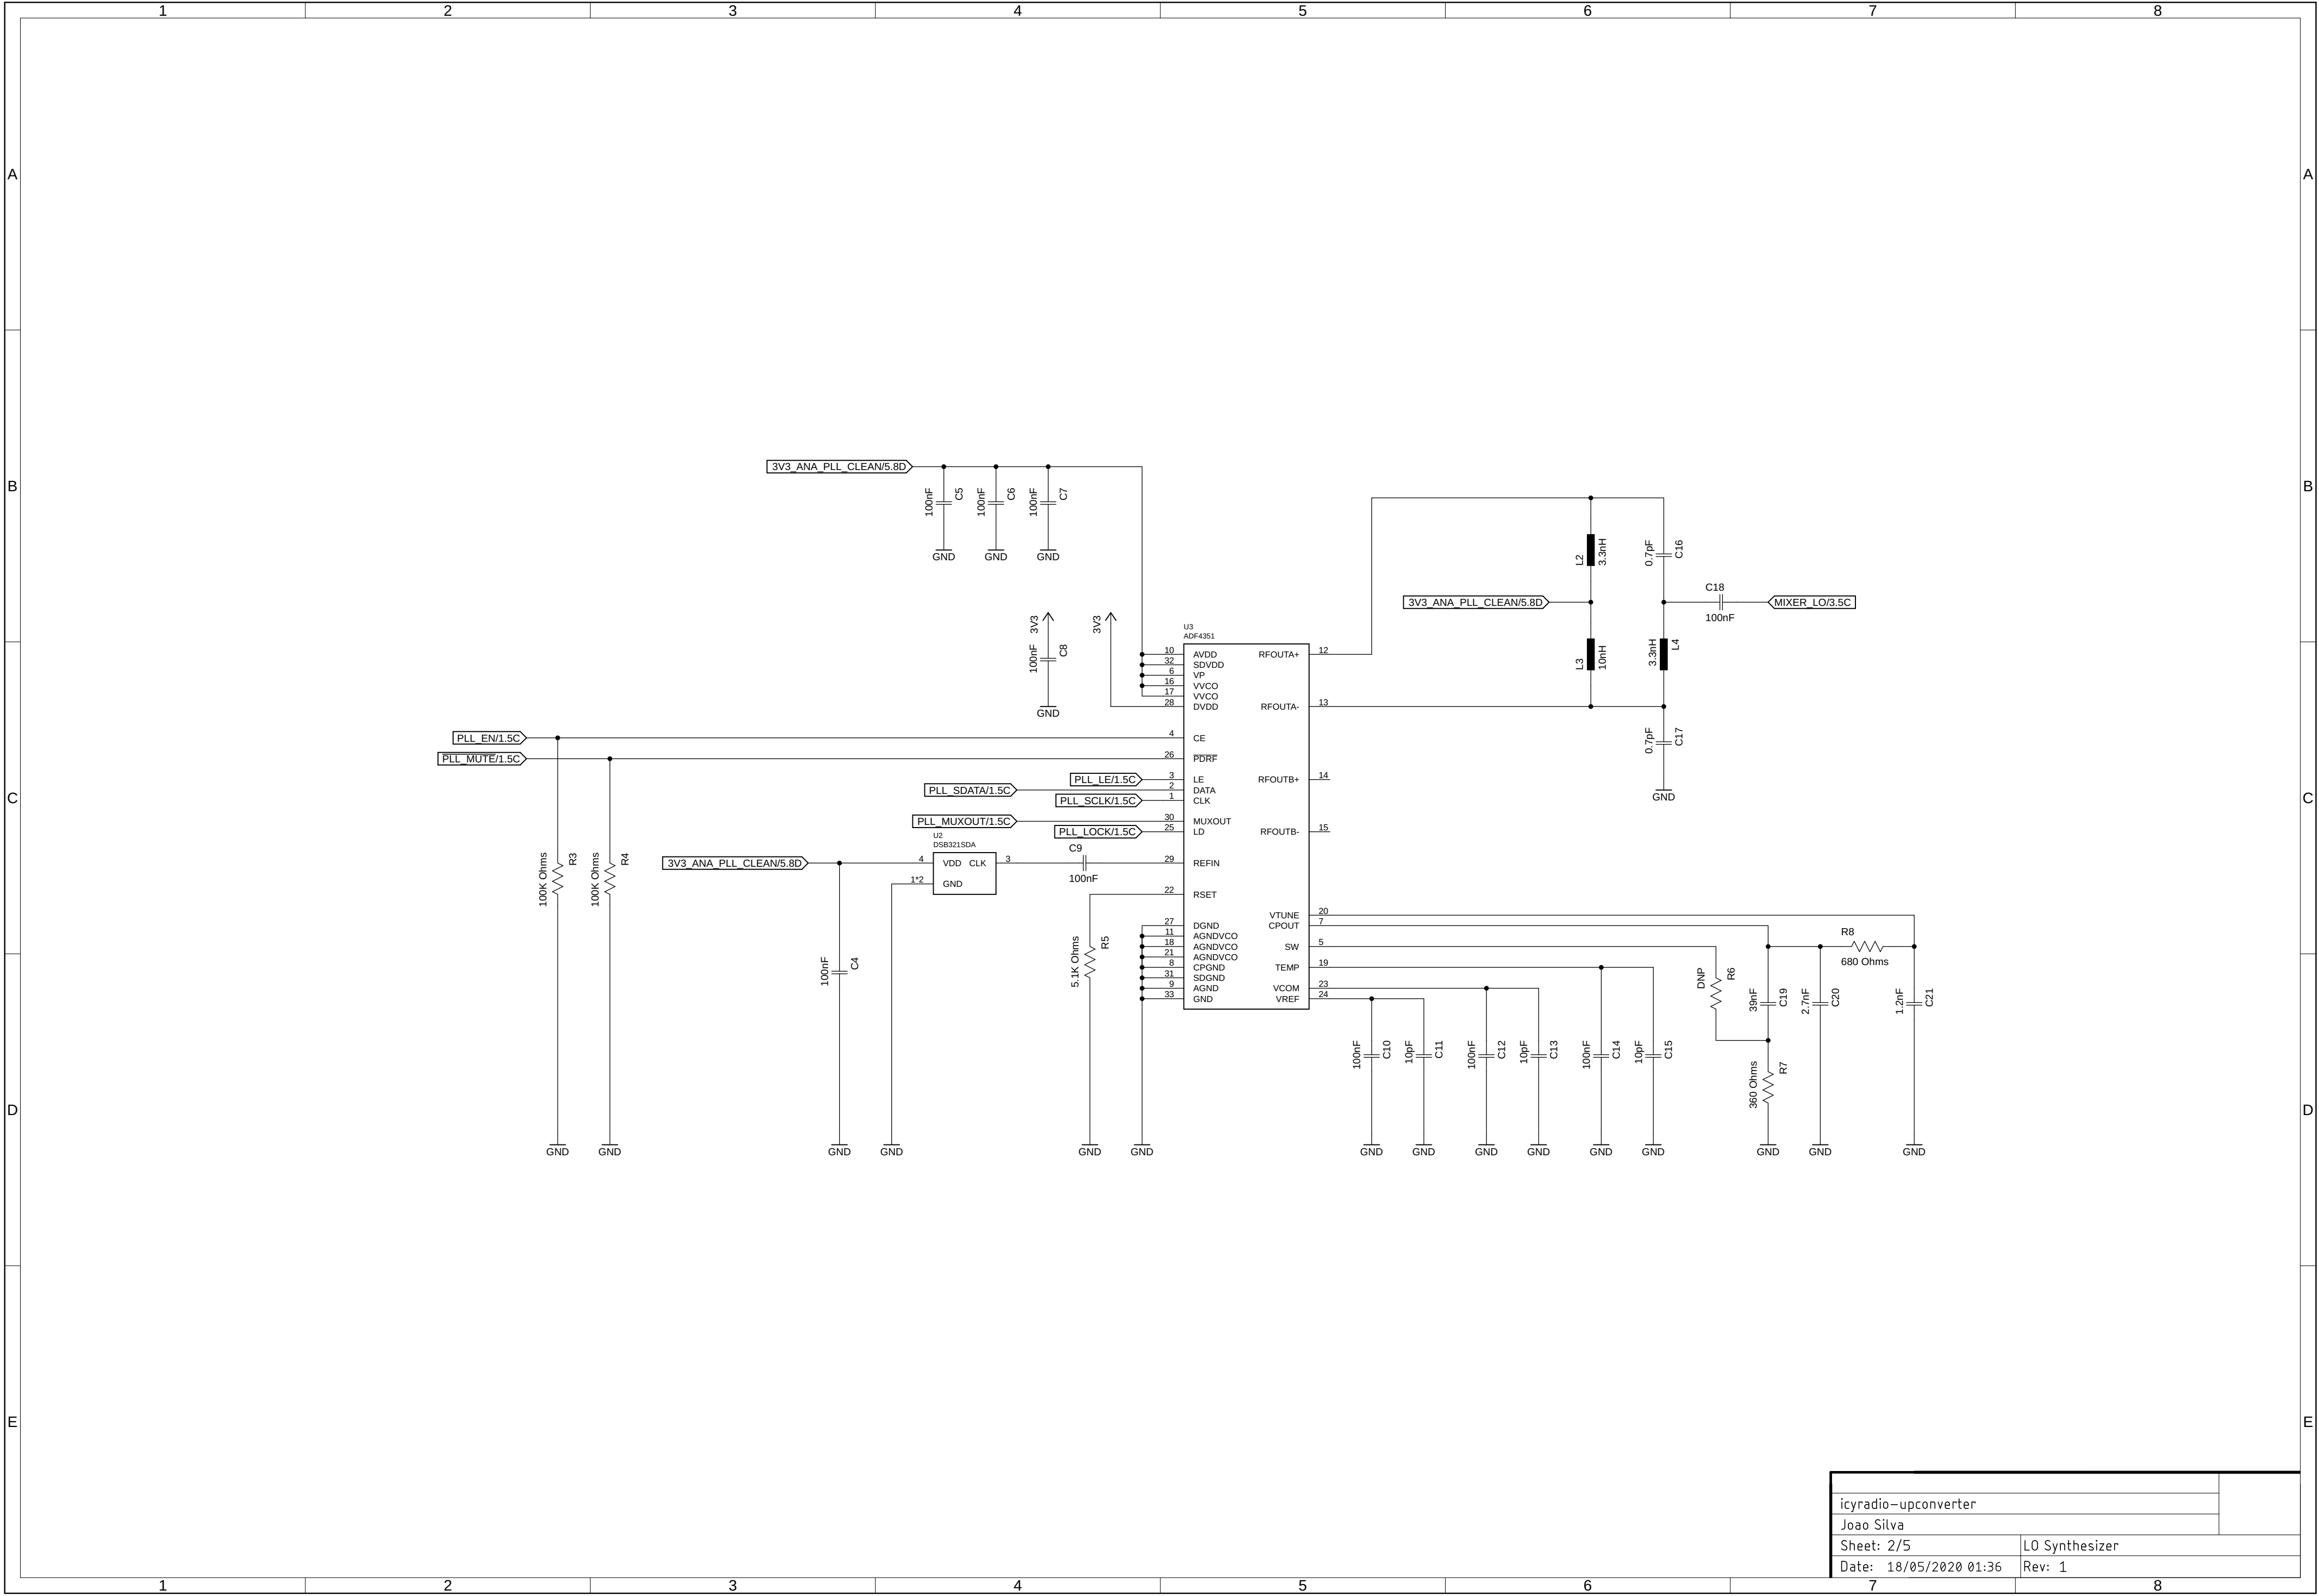 1 2 3 4 5 6 7 8
A A
B B
C C
D D
E E
3V3_ANA_PLL_CLEAN/5.8D
100nF C5
100nF C6
100nF C7
GND GND GND
3V3 3V3
100nF C8
GND
3V3_ANA_PLL_CLEAN/5.8D
L2 3.3nH
0.7pF C16
C18
100nF
MIXER_LO/3.5C
L3 10nH
3.3nH L4
0.7pF C17
GND
U3
ADF4351
10 AVDD RFOUTA+ 12
32 SDVDD
6 VP
16 VVCO
17 VVCO
28 DVDD RFOUTA- 13
PLL_EN/1.5C 4 CE
PLL_MUTE/1.5C 26 PDRF
PLL_LE/1.5C 3 LE RFOUTB+ 14
PLL_SDATA/1.5C 2 DATA
PLL_SCLK/1.5C 1 CLK
PLL_MUXOUT/1.5C 30 MUXOUT
PLL_LOCK/1.5C 25 LD RFOUTB- 15
U2
DSB321SDA
3V3_ANA_PLL_CLEAN/5.8D 4 VDD CLK 3
1*2 GND
C9
100nF
29 REFIN
22 RSET
VTUNE 20
27 DGND CPOUT 7
11 AGNDVCO
18 AGNDVCO SW 5
21 AGNDVCO
8 CPGND TEMP 19
31 SDGND
9 AGND VCOM 23
33 GND VREF 24
100K Ohms R3
100K Ohms R4
100nF C4
5.1K Ohms R5
R8
680 Ohms
DNP R6
39nF C19
2.7nF C20
1.2nF C21
100nF C10
10pF C11
100nF C12
10pF C13
100nF C14
10pF C15
360 Ohms R7
GND GND GND GND GND GND GND GND GND GND GND GND GND GND GND
icyradio-upconverter
Joao Silva
Sheet: 2/5 LO Synthesizer
Date: 18/05/2020 01:36 Rev: 1
1 2 3 4 5 6 7 8